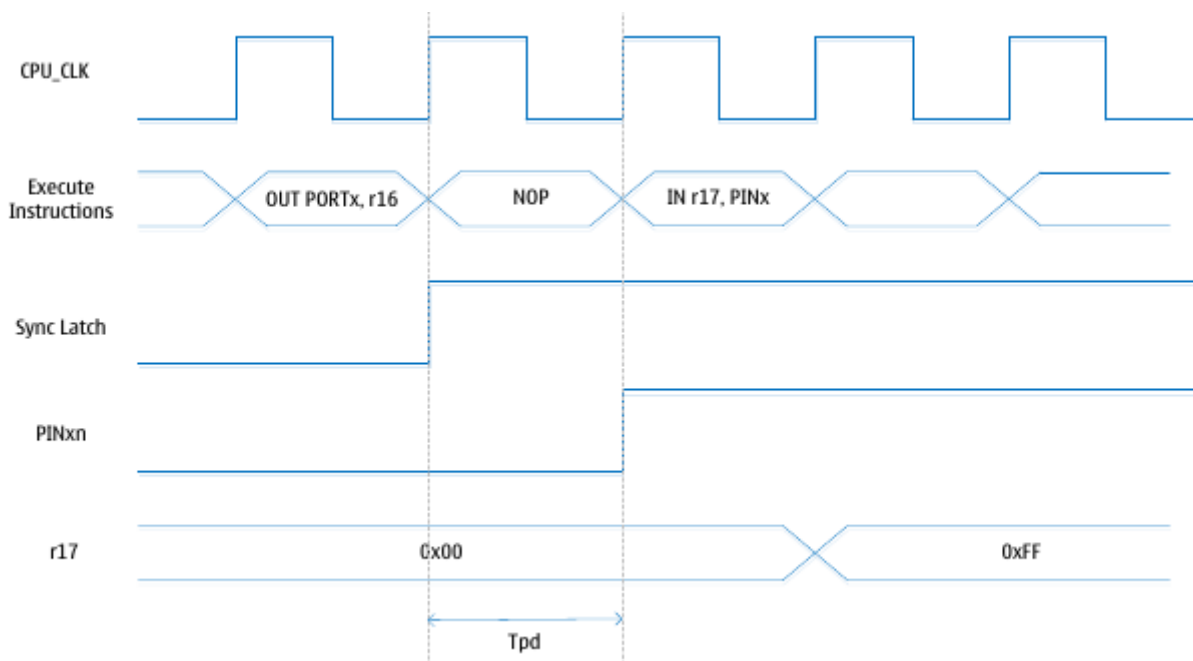 CPU_CLK
Execute
Instructions
OUT PORTx, r16
NOP
IN r17, PINx
Sync Latch
PINxn
r17
0x00
0xFF
Tpd